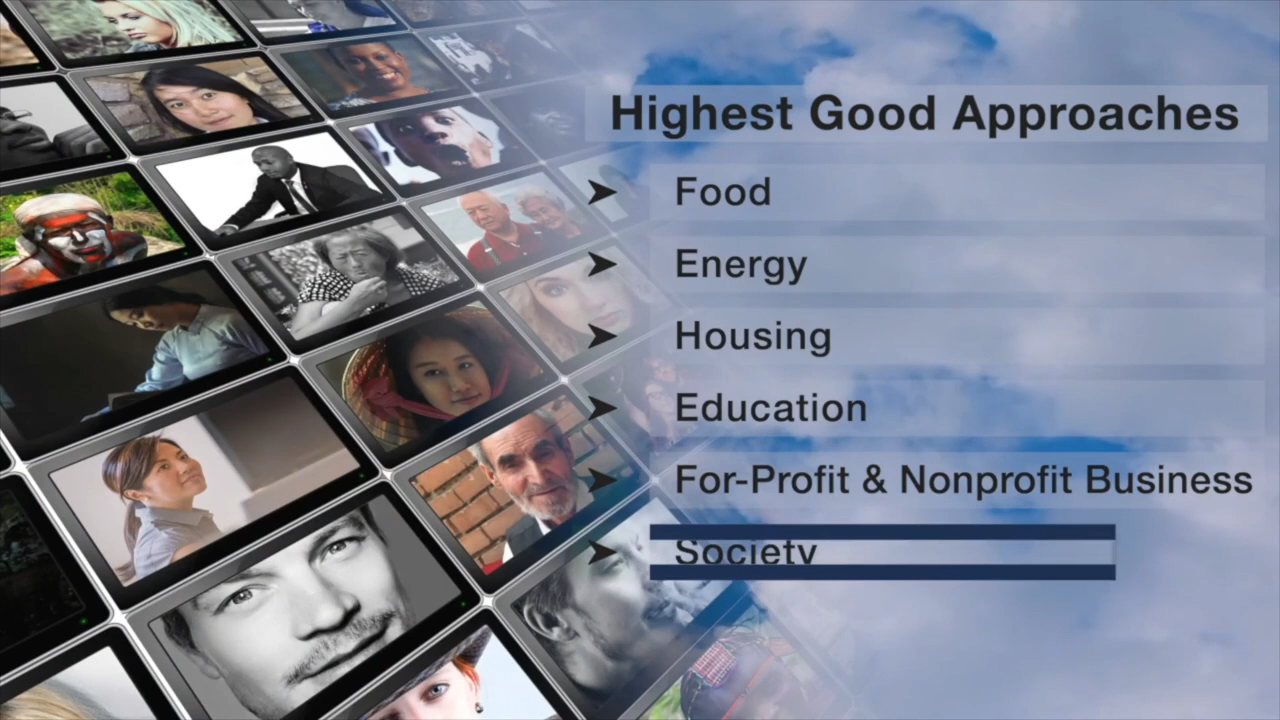 Highest Good Approaches
Food
Energy
Housing
Education
For-Profit & Nonprofit Business
Society